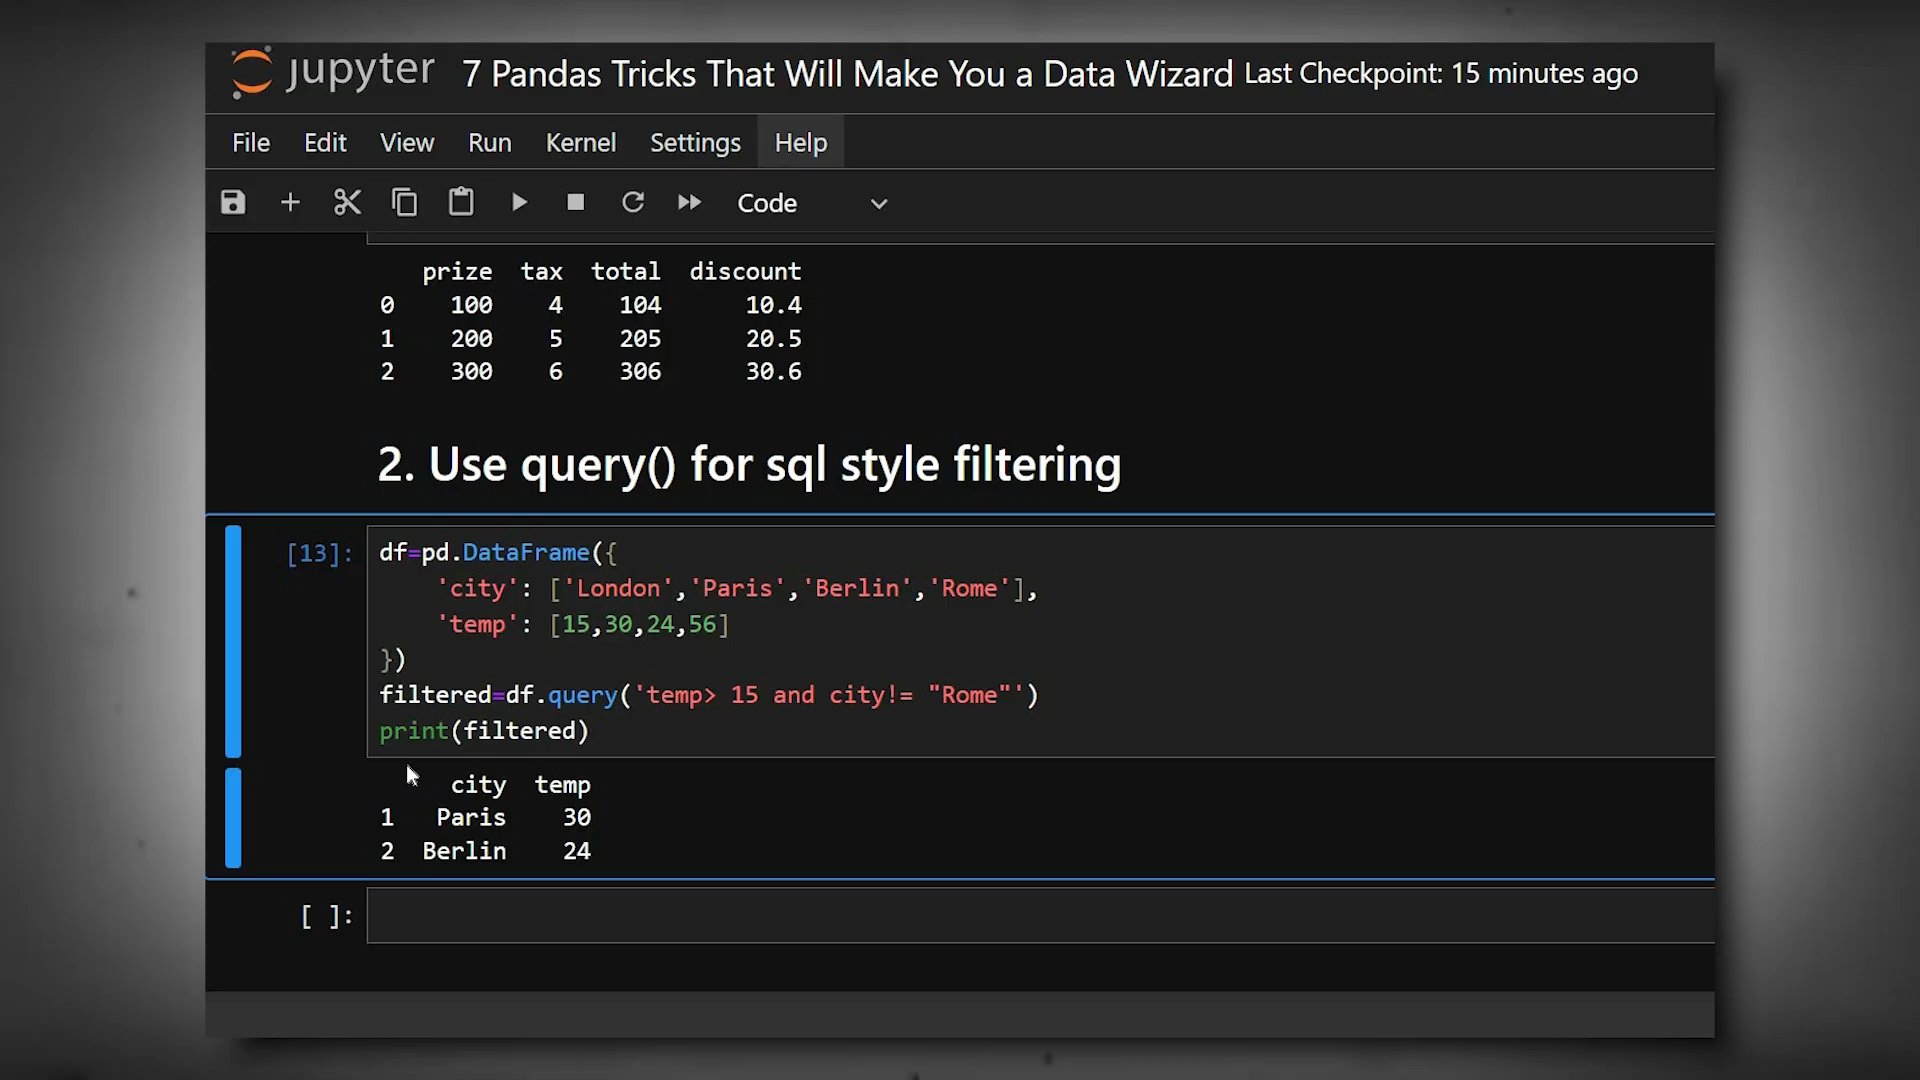 jupyter 7 Pandas Tricks That Will Make You a Data Wizard Last Checkpoint: 15 minutes ago
File Edit View Run Kernel Settings Help
Code
prize tax total discount
0 100 4 104 10.4
1 200 5 205 20.5
2 300 6 306 30.6
2. Use query() for sql style filtering
[13]: df=pd.DataFrame({
'city': ['London','Paris','Berlin','Rome'],
'temp': [15,30,24,56]
})
filtered=df.query('temp> 15 and city!= "Rome"')
print(filtered)
city temp
1 Paris 30
2 Berlin 24
[ ]: